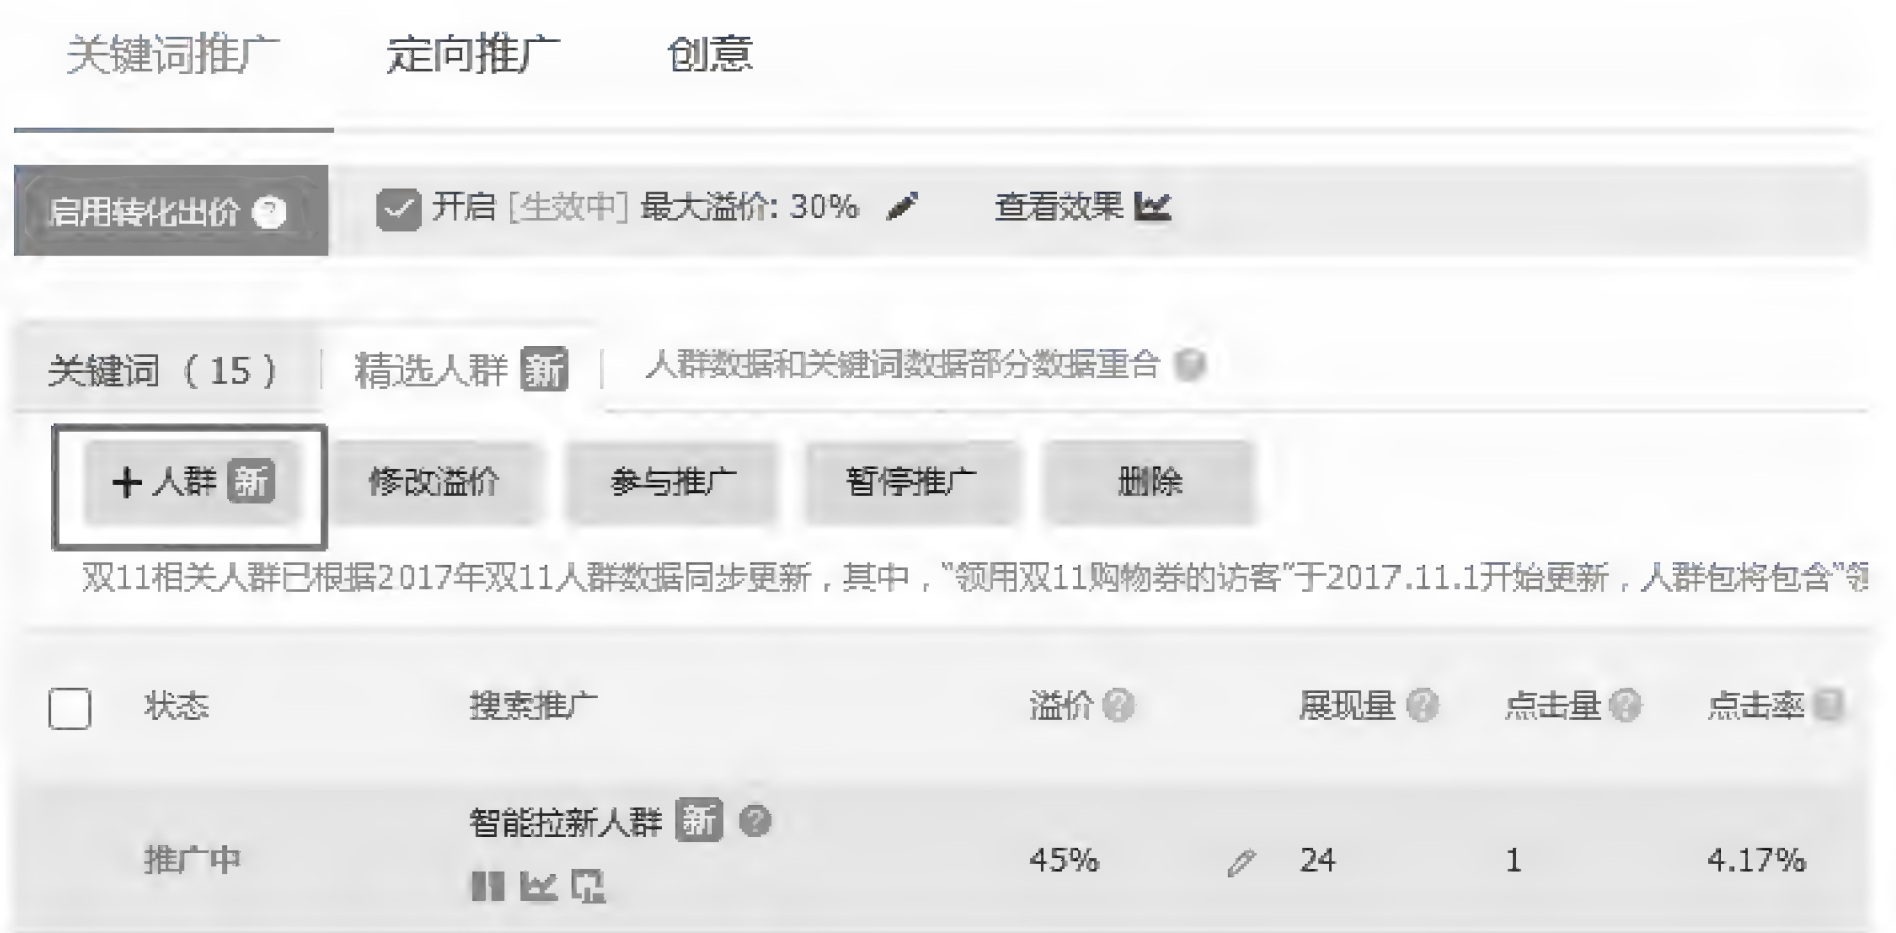 关键词推广 定向推广 创意
启用转化出价 ? 开启 [生效中] 最大溢价: 30% 查看效果
关键词 (15) 精选人群 新 人群数据和关键词数据部分数据重合 ?
+ 人群 新 修改溢价 参与推广 暂停推广 删除
双11相关人群已根据2017年双11人群数据同步更新，其中，“领用双11购物券的访客”于2017.11.1开始更新，人群包将包含“领
状态 搜索推广 溢价 ? 展现量 ? 点击量 ? 点击率 ?
智能拉新人群 新 ?
推广中 45% 24 1 4.17%